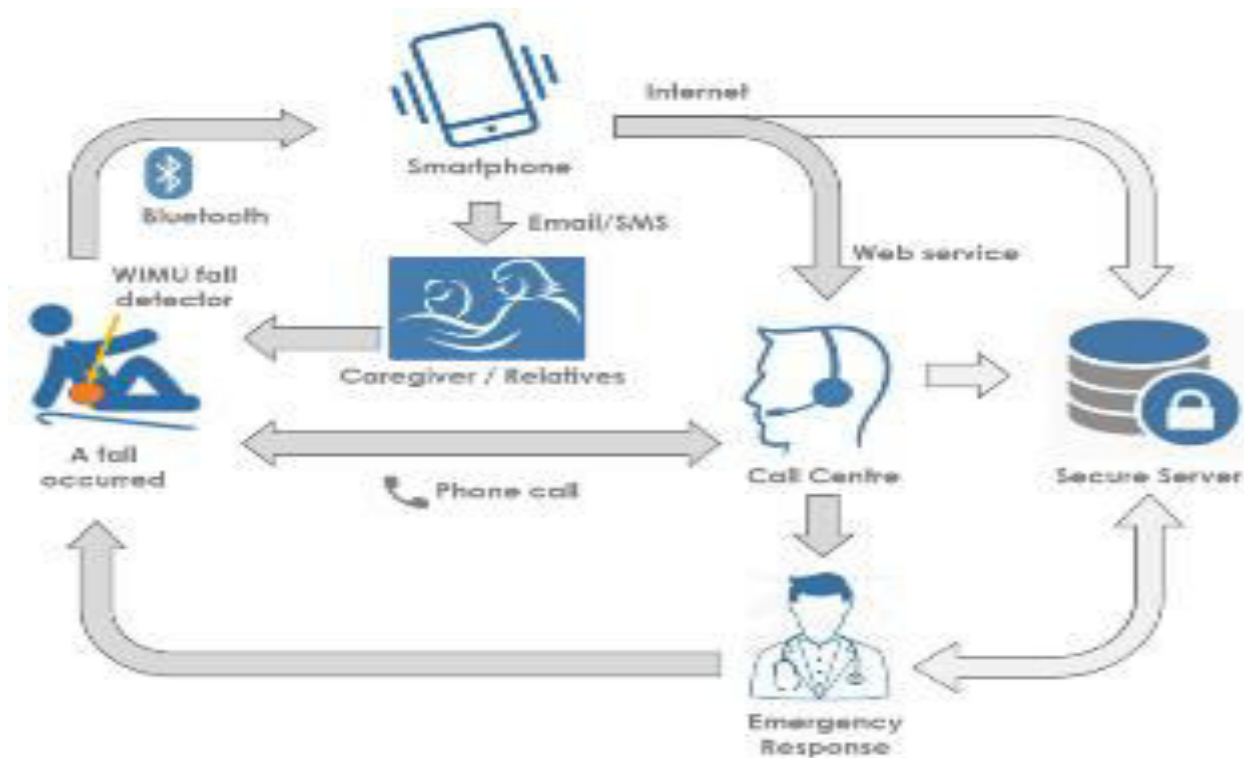 Internet
Smartphone
Bluetooth
Email/SMS
Web service
WIMU fall
detector
Caregiver / Relatives
A fall
occurred
Phone call
Call Centre
Secure Server
Emergency
Response